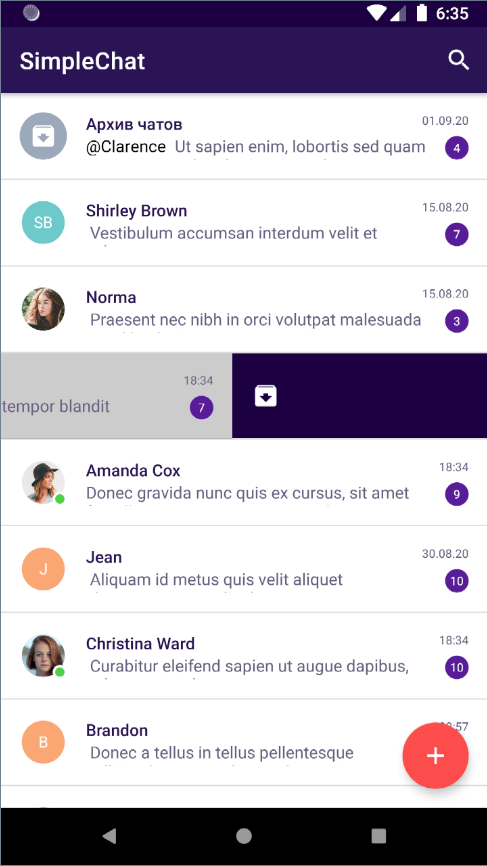 6:35
SimpleChat
Архив чатов
01.09.20
@Clarence Ut sapien enim, lobortis sed quam
4
SB
Shirley Brown
15.08.20
Vestibulum accumsan interdum velit et
7
Norma
15.08.20
Praesent nec nibh in orci volutpat malesuada
3
18:34
tempor blandit
7
Amanda Cox
18:34
Donec gravida nunc quis ex cursus, sit amet
9
J
Jean
30.08.20
Aliquam id metus quis velit aliquet
10
Christina Ward
18:34
Curabitur eleifend sapien ut augue dapibus,
10
B
Brandon
Donec a tellus in tellus pellentesque